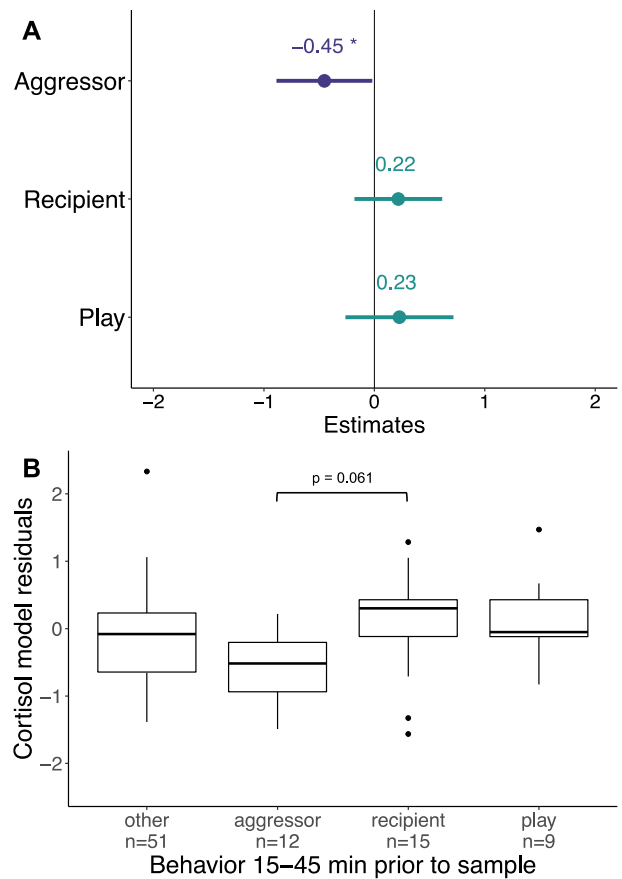 A
−0.45 *
Aggressor
0.22
Recipient
0.23
Play
−2 −1 0 1 2
Estimates
B
p = 0.061
2
1
0
−1
−2
Cortisol model residuals
other aggressor recipient play
n=51 n=12 n=15 n=9
Behavior 15−45 min prior to sample